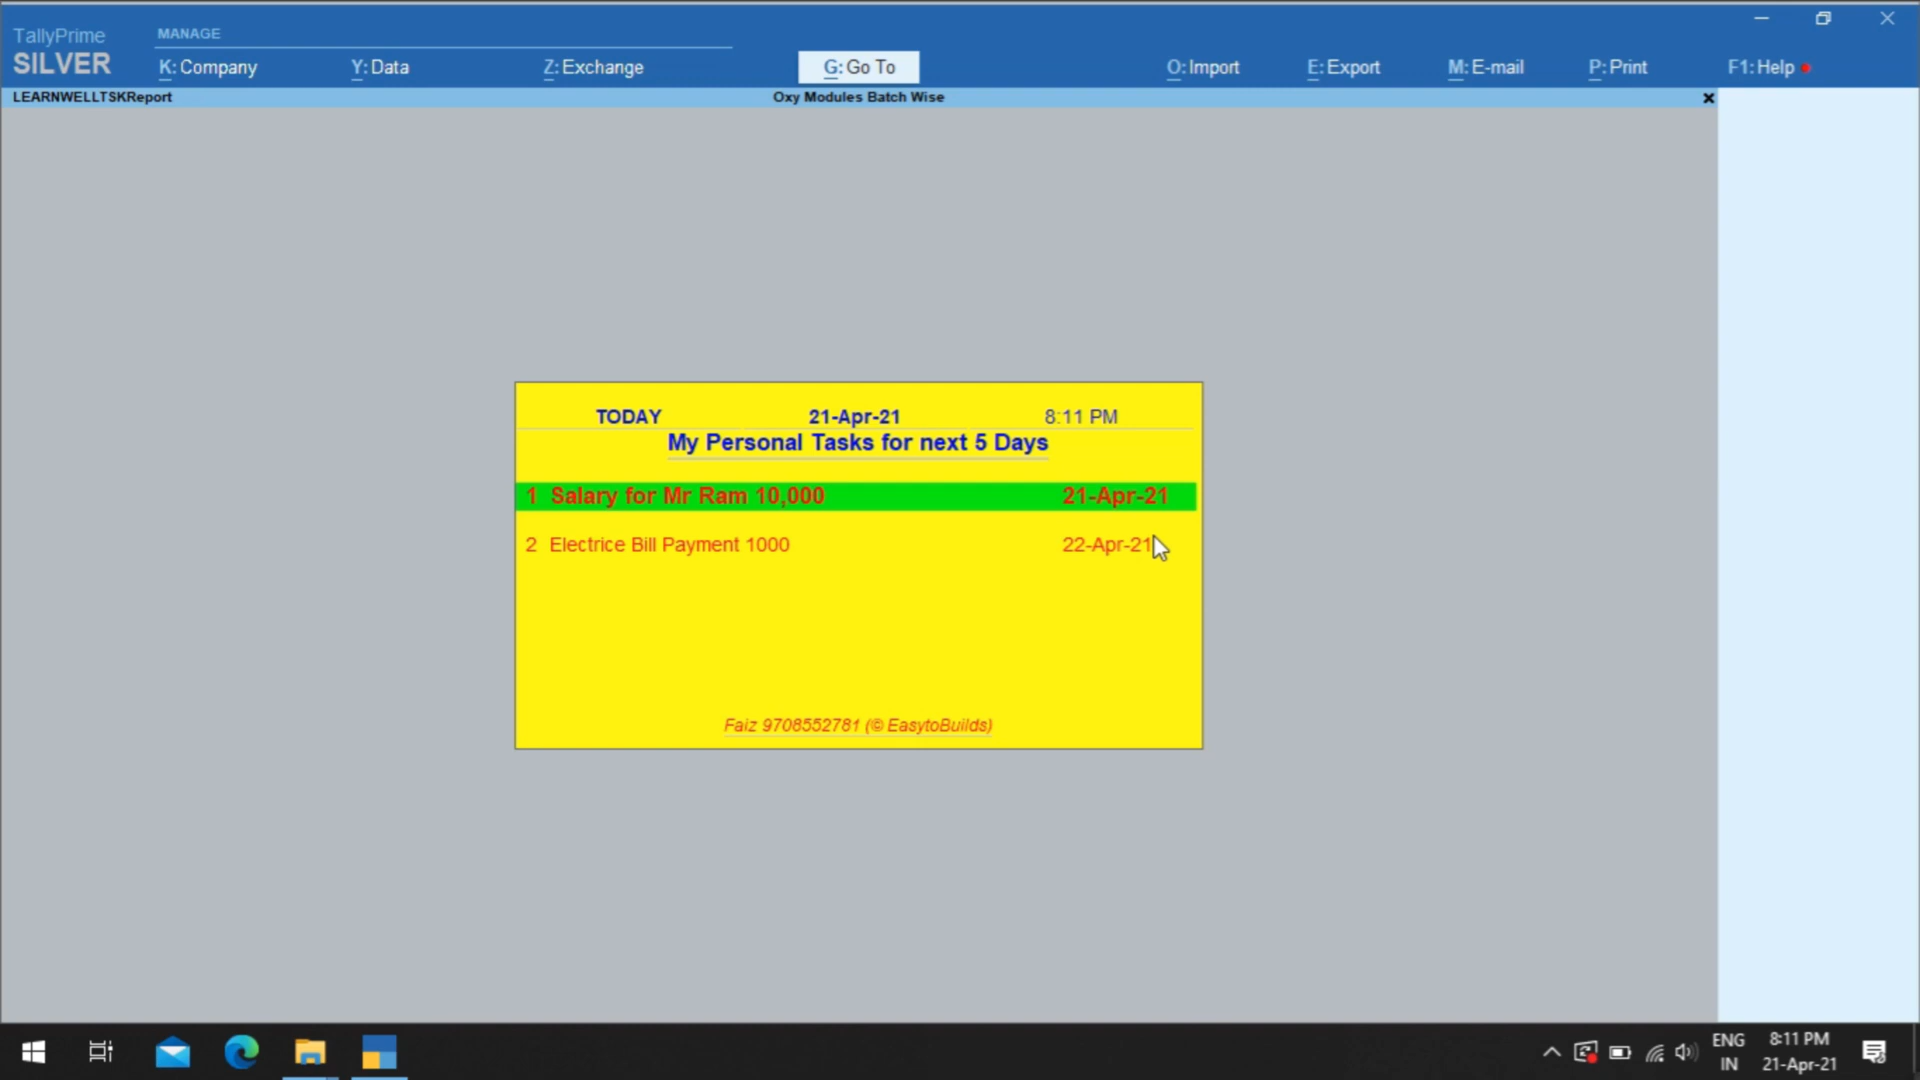 TallyPrime
SILVER
MANAGE
K: Company
Y: Data
Z: Exchange
G: Go To
O: Import
E: Export
M: E-mail
P: Print
F1: Help
LEARNWELLTSKReport
Oxy Modules Batch Wise
TODAY 21-Apr-21 8:11 PM
My Personal Tasks for next 5 Days
1 Salary for Mr Ram 10,000 21-Apr-21
2 Electrice Bill Payment 1000 22-Apr-21
Faiz 9708552781 (© EasytoBuilds)
ENG
IN
8:11 PM
21-Apr-21